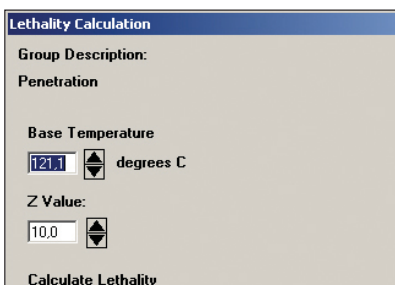 Lethality Calculation
Group Description:
Penetration
Base Temperature
121,1 degrees C
Z Value:
10,0
Calculate Lethality